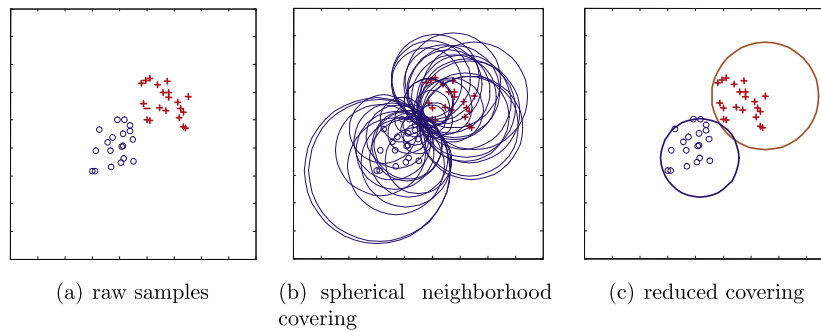 (a) raw samples
(b) spherical neighborhood
covering
(c) reduced covering